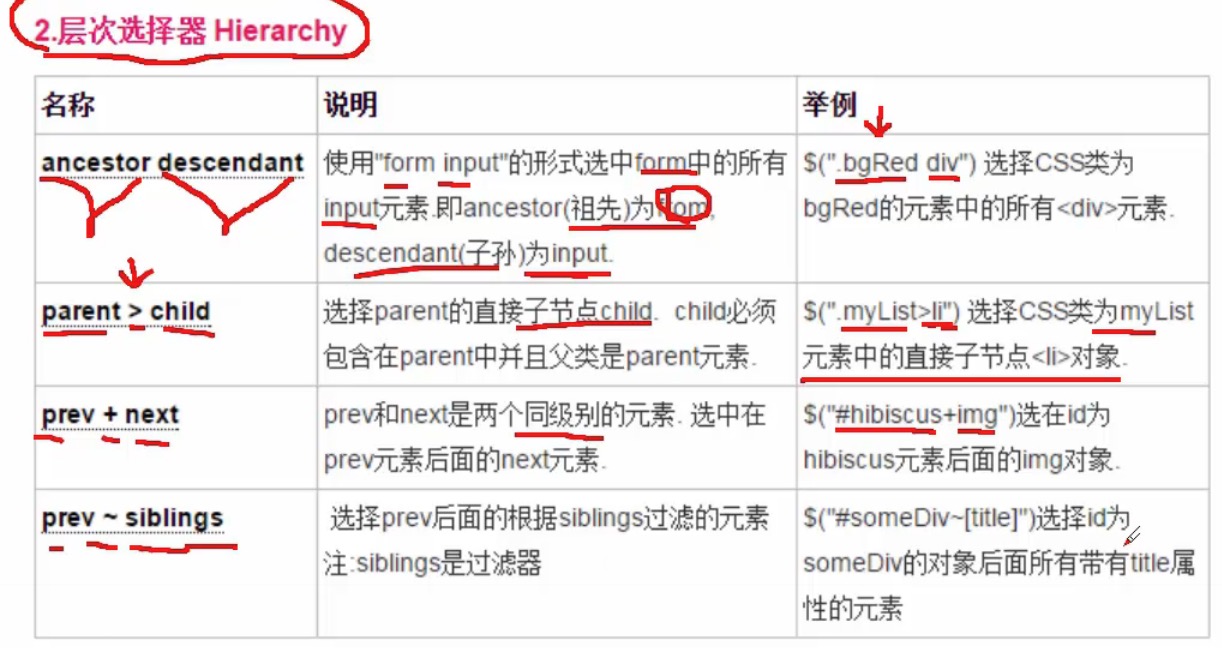 2.层次选择器 Hierarchy
名称 说明 举例
ancestor descendant
使用"form input"的形式选中form中的所有
input元素.即ancestor(祖先)为from,
descendant(子孙)为input.
$(".bgRed div") 选择CSS类为
bgRed的元素中的所有<div>元素.
parent > child
选择parent的直接子节点child. child必须
包含在parent中并且父类是parent元素.
$(".myList>li") 选择CSS类为myList
元素中的直接子节点<li>对象.
prev + next
prev和next是两个同级别的元素. 选中在
prev元素后面的next元素.
$("#hibiscus+img")选在id为
hibiscus元素后面的img对象.
prev ~ siblings
选择prev后面的根据siblings过滤的元素
注:siblings是过滤器
$("#someDiv~[title]")选择id为
someDiv的对象后面所有带有title属
性的元素